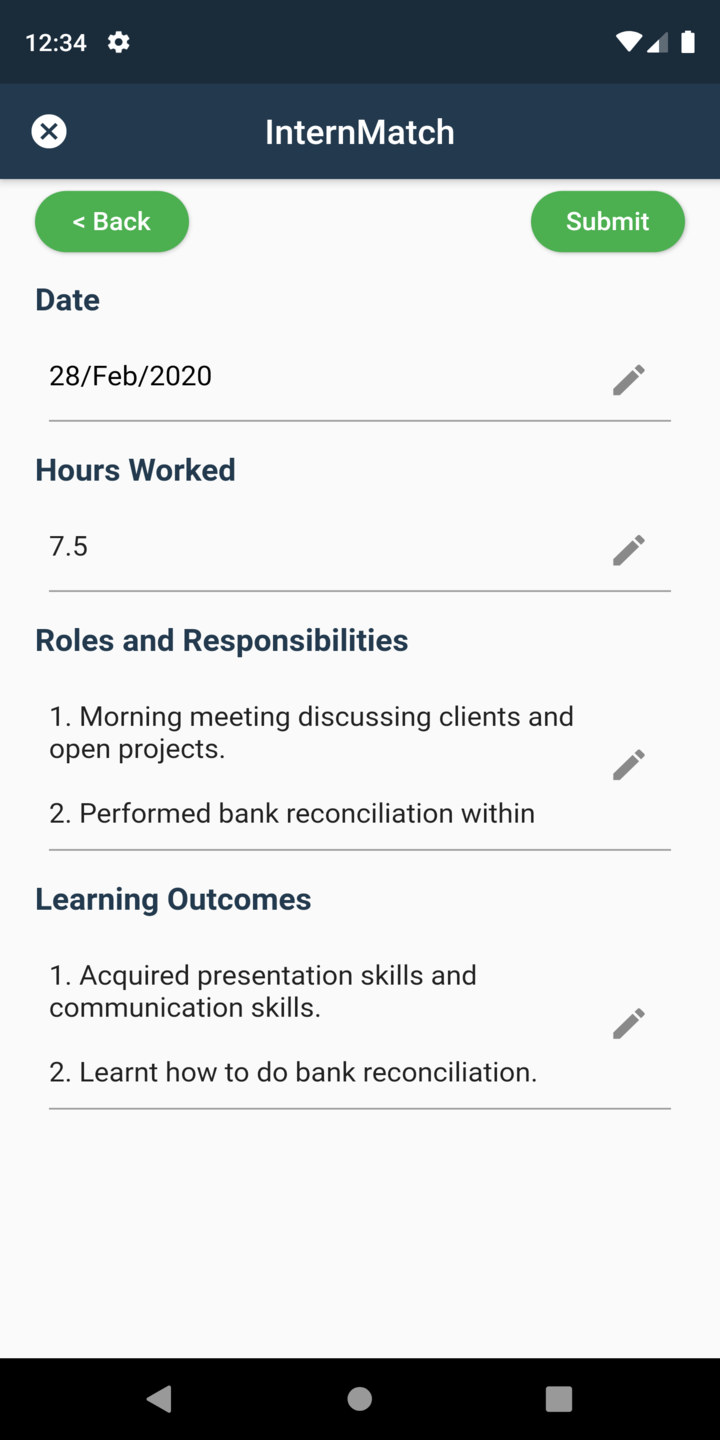 12:34
InternMatch
< Back
Submit
Date
28/Feb/2020
Hours Worked
7.5
Roles and Responsibilities
1. Morning meeting discussing clients and
open projects.
2. Performed bank reconciliation within
Learning Outcomes
1. Acquired presentation skills and
communication skills.
2. Learnt how to do bank reconciliation.